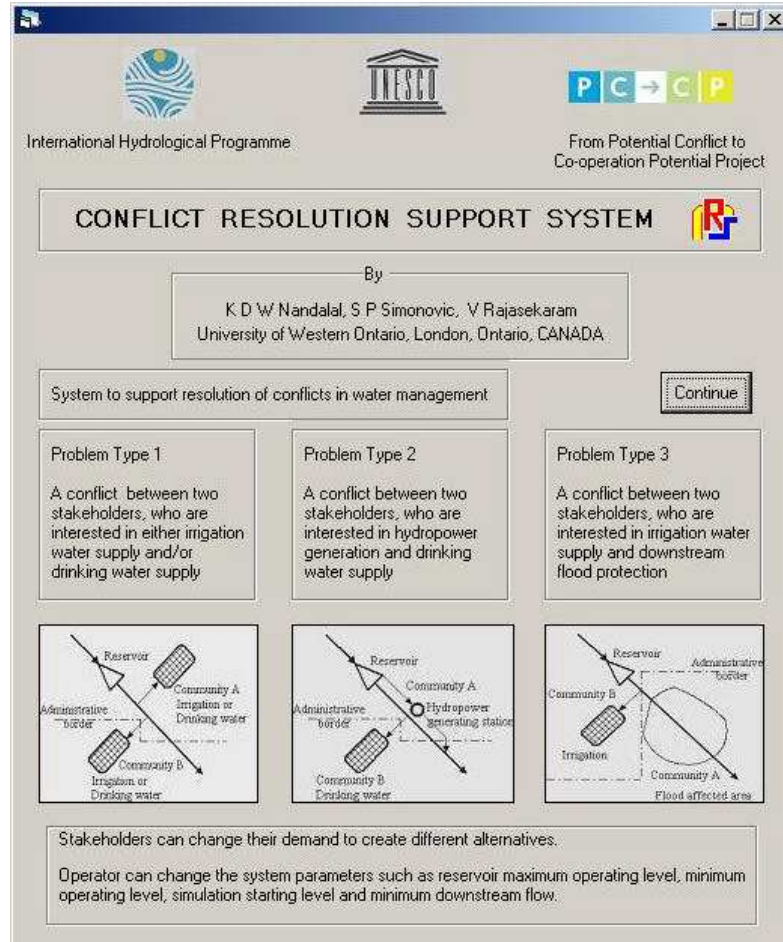 UNESCO
P C → C P
International Hydrological Programme
From Potential Conflict to
Co-operation Potential Project
CONFLICT RESOLUTION SUPPORT SYSTEM
By
K D W Nandalal, S P Simonovic, V Rajasekaram
University of Western Ontario, London, Ontario, CANADA
System to support resolution of conflicts in water management
Continue
Problem Type 1
A conflict between two
stakeholders, who are
interested in either irrigation
water supply and/or
drinking water supply
Problem Type 2
A conflict between two
stakeholders, who are
interested in hydropower
generation and drinking
water supply
Problem Type 3
A conflict between two
stakeholders, who are
interested in irrigation water
supply and downstream
flood protection
Reservoir
Community A
Irrigation or
Drinking water
Administrative
border
Community B
Irrigation or
Drinking water
Reservoir
Community A
Hydropower
generating station
Administrative
border
Community B
Drinking water
Reservoir
Administrative
border
Community B
Irrigation
Community A
Flood affected area
Stakeholders can change their demand to create different alternatives.
Operator can change the system parameters such as reservoir maximum operating level, minimum
operating level, simulation starting level and minimum downstream flow.